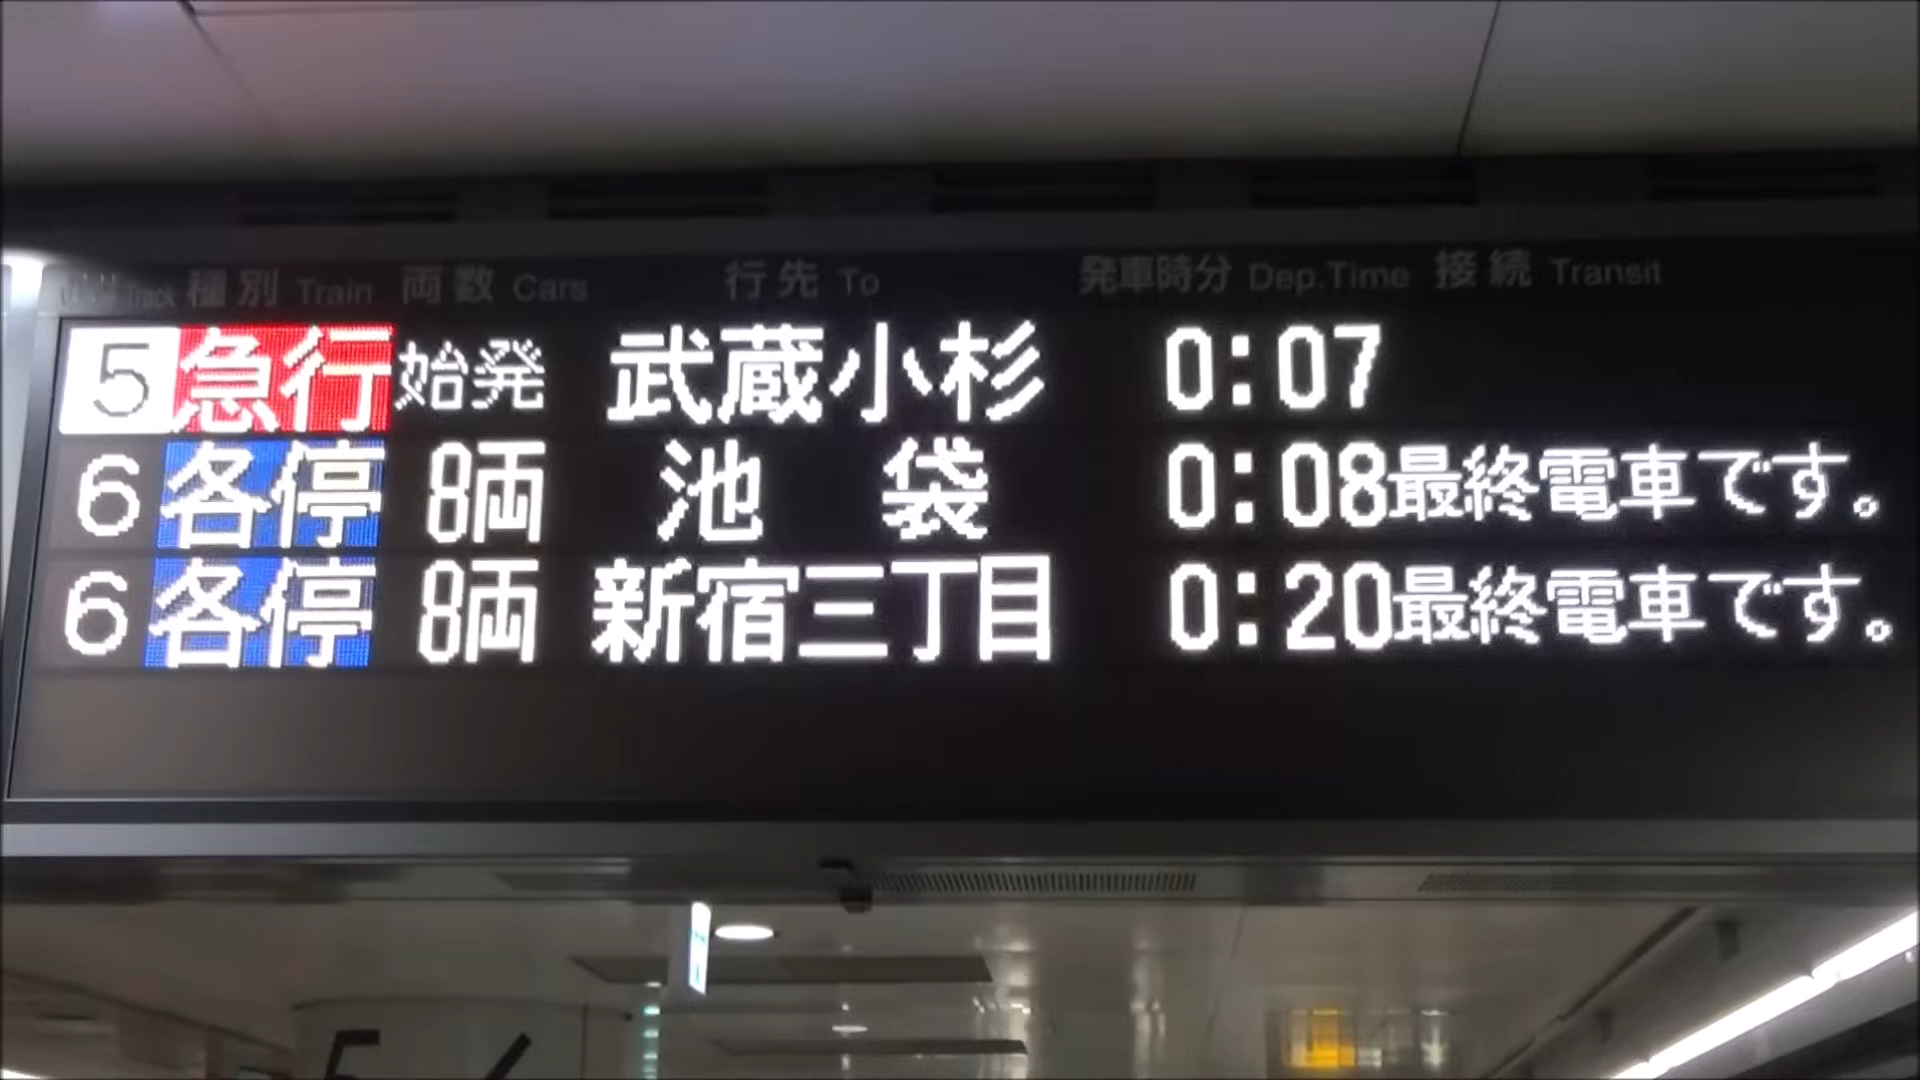 Track 種別 Train 両数 Cars 行先 To 発車時分 Dep.Time 接続 Transit
5 急行 始発 武蔵小杉 0:07
6 各停 8両 池 袋 0:08 最終電車です。
6 各停 8両 新宿三丁目 0:20 最終電車です。
5